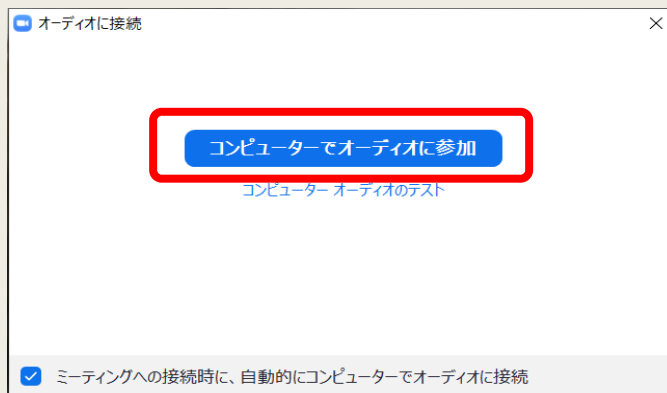 オーディオに接続
コンピューターでオーディオに参加
コンピューター オーディオのテスト
ミーティングへの接続時に、自動的にコンピューターでオーディオに接続